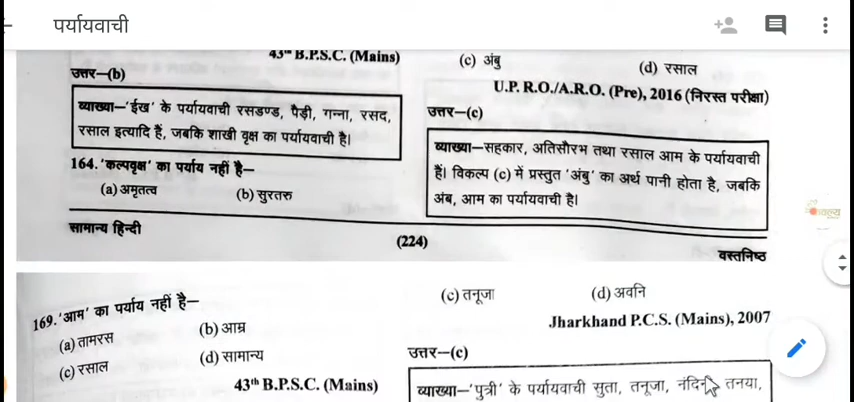 पर्यायवाची
43rd B.P.S.C. (Mains)
उत्तर–(b)
व्याख्या–'ईख' के पर्यायवाची रसडण्ड, पैड़ी, गन्ना, रसद,
रसाल इत्यादि हैं, जबकि शाखी वृक्ष का पर्यायवाची है।
164. 'कल्पवृक्ष' का पर्याय नहीं है–
(a) अमृतत्व (b) सुरतरु
सामान्य हिन्दी
(c) अंबु (d) रसाल
U.P. R.O./A.R.O. (Pre), 2016 (निरस्त परीक्षा)
उत्तर–(c)
व्याख्या–सहकार, अतिसौरभ तथा रसाल आम के पर्यायवाची
हैं। विकल्प (c) में प्रस्तुत 'अंबु' का अर्थ पानी होता है, जबकि
अंब, आम का पर्यायवाची है।
(224)
वस्तनिष्ठ
169. 'आम' का पर्याय नहीं है–
(a) तामरस (b) आम्र
(c) रसाल (d) सामान्य
43th B.P.S.C. (Mains)
(c) तनूजा (d) अवनि
Jharkhand P.C.S. (Mains), 2007
उत्तर–(c)
व्याख्या–'पुत्री' के पर्यायवाची सुता, तनूजा, नंदिनी, तनया,